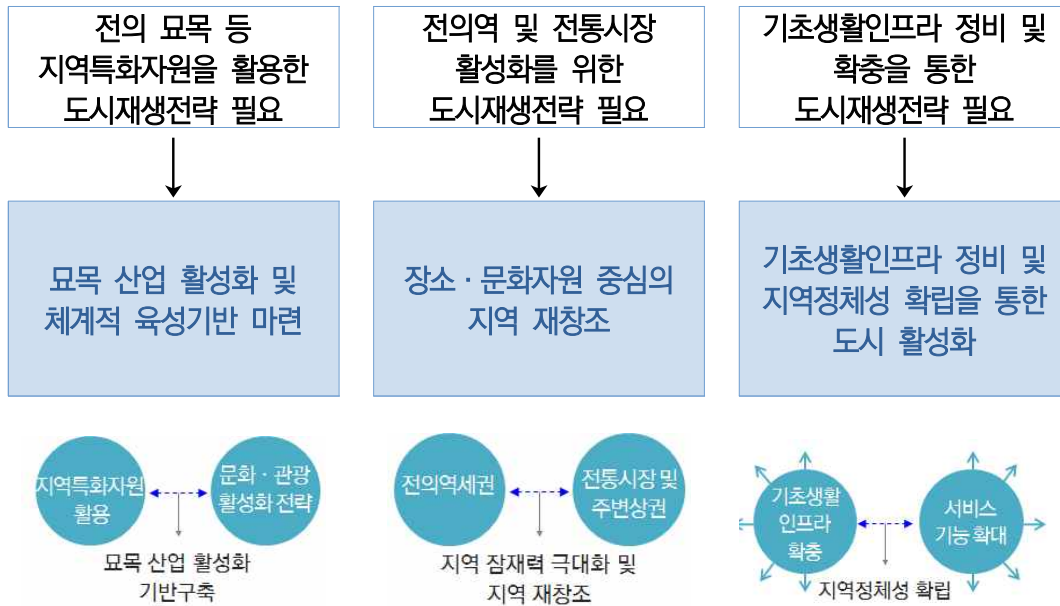 전의 묘목 등
지역특화자원을 활용한
도시재생전략 필요
전의역 및 전통시장
활성화를 위한
도시재생전략 필요
기초생활인프라 정비 및
확충을 통한
도시재생전략 필요
묘목 산업 활성화 및
체계적 육성기반 마련
장소 · 문화자원 중심의
지역 재창조
기초생활인프라 정비 및
지역정체성 확립을 통한
도시 활성화
지역특화자원
활용
문화 · 관광
활성화 전략
묘목 산업 활성화
기반구축
전의역세권
전통시장 및
주변상권
지역 잠재력 극대화 및
지역 재창조
기초생활
인프라
확충
서비스
기능 확대
지역정체성 확립